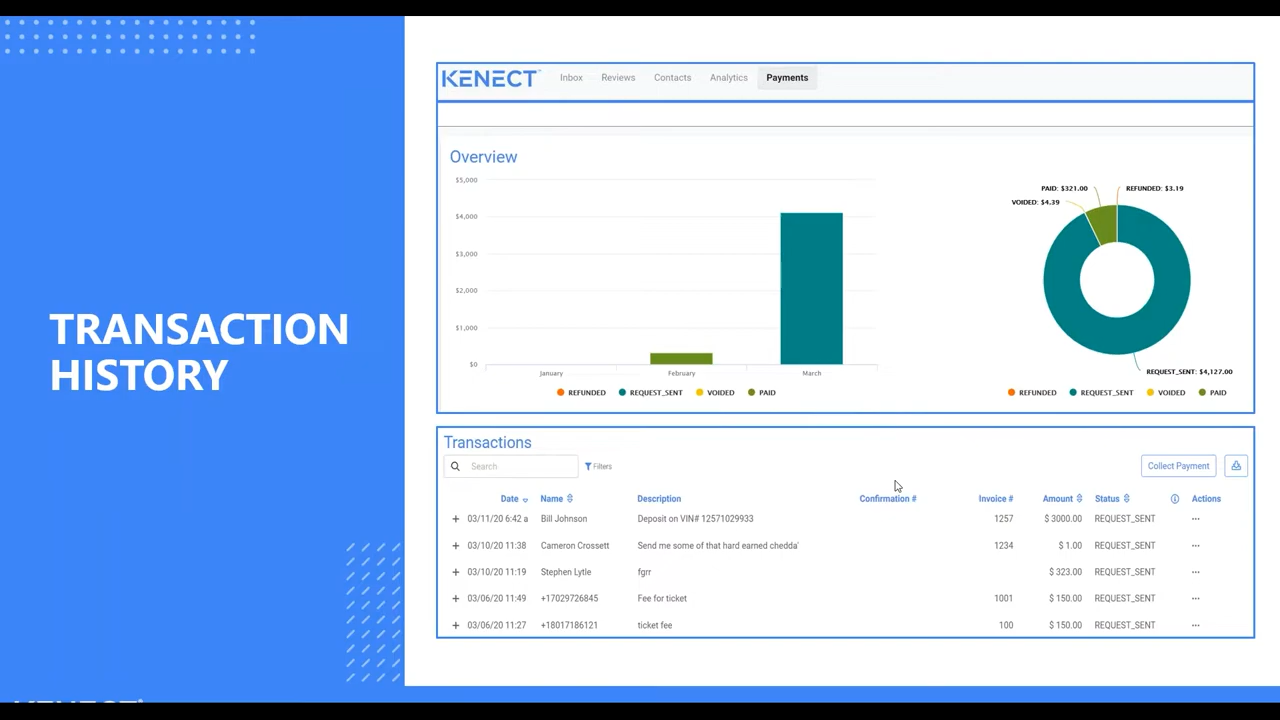 TRANSACTION
HISTORY
KENECT™ Inbox Reviews Contacts Analytics Payments
Overview
$5,000
$4,000
$3,000
$2,000
$1,000
$0
January February March
REFUNDED REQUEST_SENT VOIDED PAID
PAID: $321.00 REFUNDED: $3.19
VOIDED: $4.39
REQUEST_SENT: $4,127.00
REFUNDED REQUEST_SENT VOIDED PAID
Transactions
Search Filters Collect Payment
Date Name Description Confirmation # Invoice # Amount Status Actions
+ 03/11/20 6:42 a Bill Johnson Deposit on VIN# 12571029933 1257 $ 3000.00 REQUEST_SENT ···
+ 03/10/20 11:38 Cameron Crossett Send me some of that hard earned chedda' 1234 $ 1.00 REQUEST_SENT ···
+ 03/10/20 11:19 Stephen Lytle fgrr $ 323.00 REQUEST_SENT ···
+ 03/06/20 11:49 +17029726845 Fee for ticket 1001 $ 150.00 REQUEST_SENT ···
+ 03/06/20 11:27 +18017186121 ticket fee 100 $ 150.00 REQUEST_SENT ···
KENECT